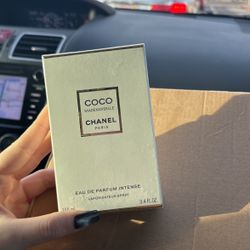 COCO
MADEMOISELLE
CHANEL
PARIS
EAU DE PARFUM INTENSE
VAPORISATEUR SPRAY
3.4 FL. OZ.